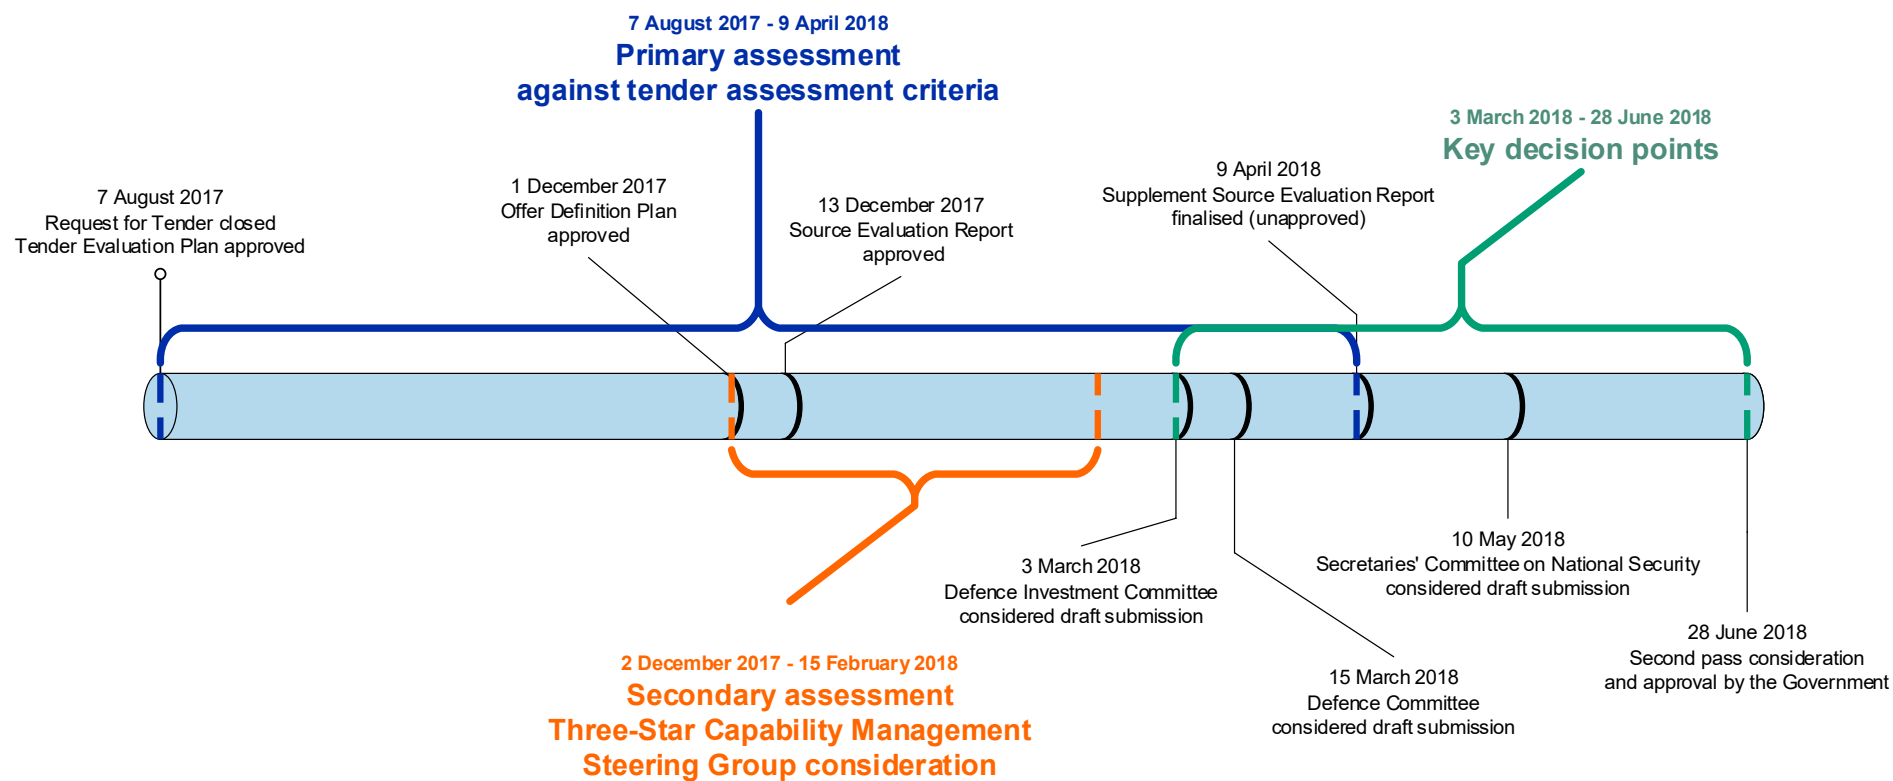 7 August 2017 - 9 April 2018
Primary assessment
against tender assessment criteria
3 March 2018 - 28 June 2018
Key decision points
7 August 2017
Request for Tender closed
Tender Evaluation Plan approved
1 December 2017
Offer Definition Plan
approved
13 December 2017
Source Evaluation Report
approved
9 April 2018
Supplement Source Evaluation Report
finalised (unapproved)
3 March 2018
Defence Investment Committee
considered draft submission
10 May 2018
Secretaries' Committee on National Security
considered draft submission
15 March 2018
Defence Committee
considered draft submission
28 June 2018
Second pass consideration
and approval by the Government
2 December 2017 - 15 February 2018
Secondary assessment
Three-Star Capability Management
Steering Group consideration